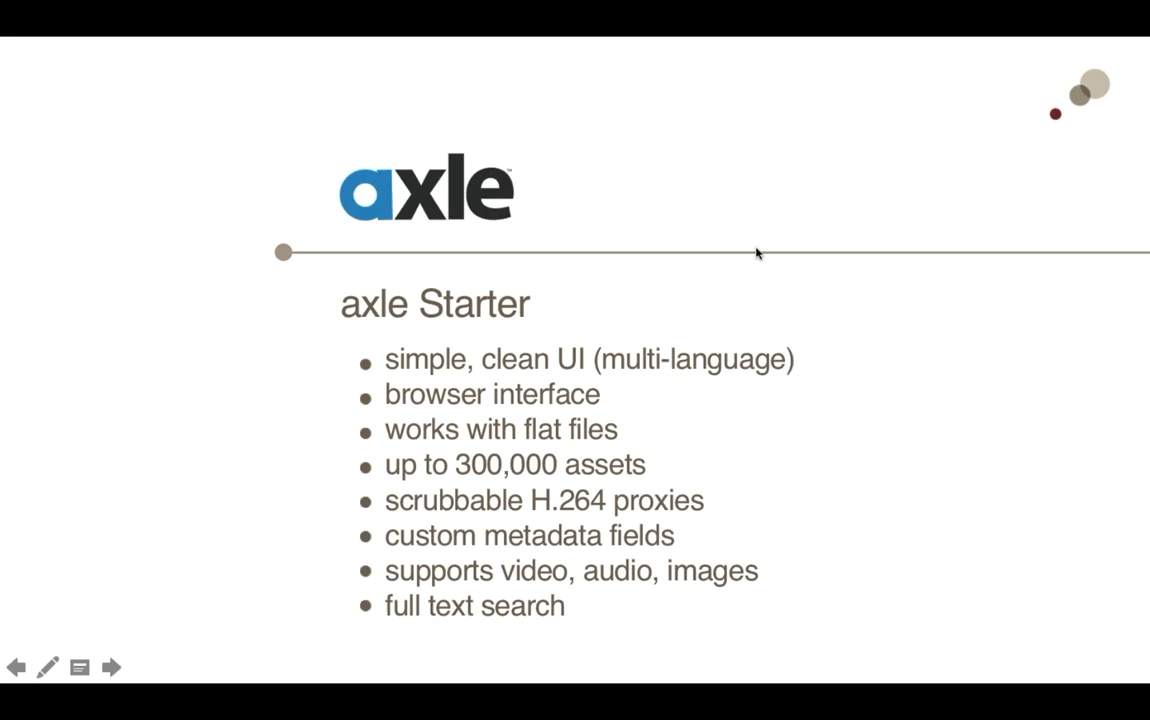 axle™
axle Starter
simple, clean UI (multi-language)
browser interface
works with flat files
up to 300,000 assets
scrubbable H.264 proxies
custom metadata fields
supports video, audio, images
full text search